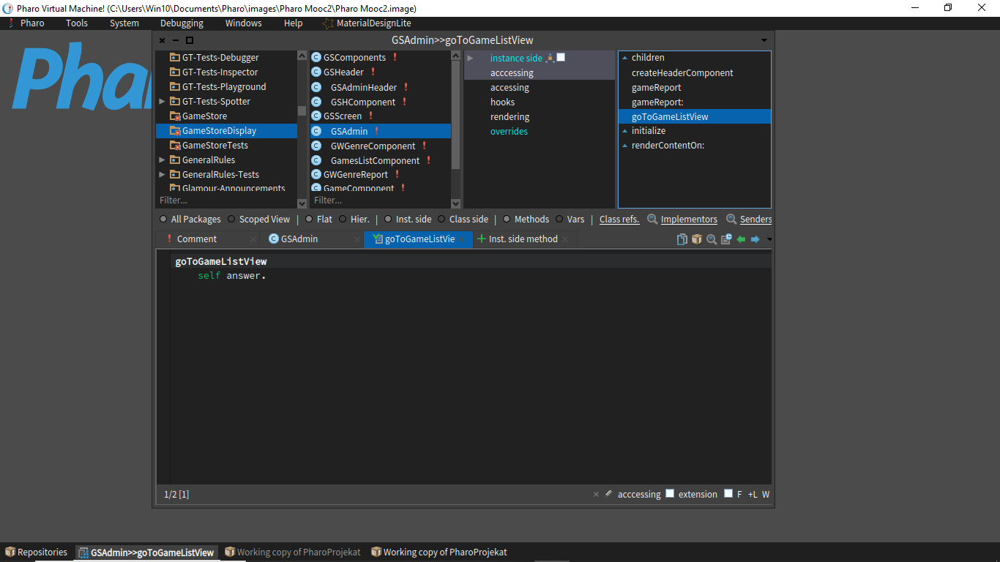 Pharo Virtual Machine! (C:\Users\Win10\Documents\Pharo\images\Pharo Mooc2\Pharo Mooc2.image)
Pharo Tools System Debugging Windows Help MaterialDesignLite
GSAdmin>>goToGameListView
Phar
GT-Tests-Debugger
GT-Tests-Inspector
GT-Tests-Playground
GT-Tests-Spotter
GameStore
GameStoreDisplay
GameStoreTests
GeneralRules
GeneralRules-Tests
Glamour-Announcements
Filter...
GSComponents
GSHeader
GSAdminHeader
GSHComponent
GSScreen
GSAdmin
GWGenreComponent
GamesListComponent
GWGenreReport
GameComponent
Filter...
instance side
acccessing
accessing
hooks
rendering
overrides
children
createHeaderComponent
gameReport
gameReport:
goToGameListView
initialize
renderContentOn:
All Packages Scoped View | Flat Hier. | Inst. side Class side | Methods Vars Class refs. Implementors Senders
Comment GSAdmin goToGameListVie Inst. side method
goToGameListView
self answer.
1/2 [1] acccessing extension F +L W
Repositories GSAdmin>>goToGameListView Working copy of PharoProjekat Working copy of PharoProjekat